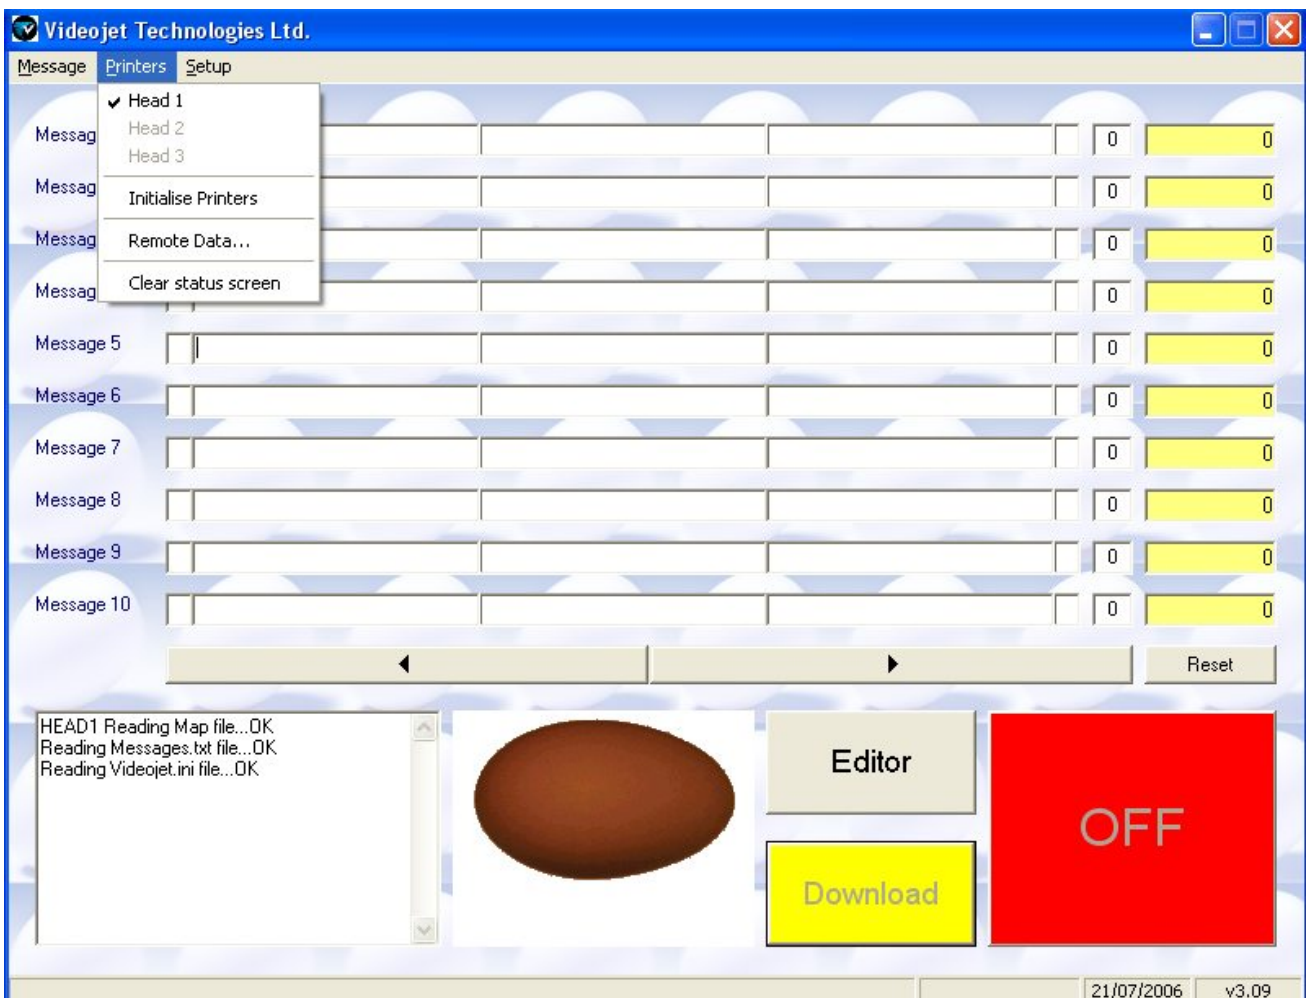 Videojet Technologies Ltd.
Message Printers Setup
Head 1
Head 2
Head 3
Initialise Printers
Remote Data...
Clear status screen
Messag 0 0
Messag 0 0
Messag 0 0
Messag 0 0
Message 5 0 0
Message 6 0 0
Message 7 0 0
Message 8 0 0
Message 9 0 0
Message 10 0 0
Reset
HEAD1 Reading Map file...OK
Reading Messages.txt file...OK
Reading Videojet.ini file...OK
Editor
Download
OFF
21/07/2006 v3.09